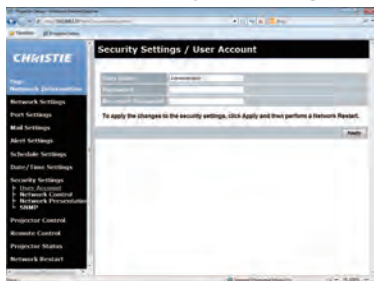 CHRISTIE
Security Settings / User Account
User Name
Administrator
Password
To apply the changes to the security settings, click Apply and then perform a Network Restart.
Apply
Top:
Network Information
Network Settings
Port Settings
Mail Settings
Alert Settings
Schedule Settings
Date/Time Settings
Security Settings
User Account
Network Control
Network Presentation
SNMP
Projector Control
Remote Control
Projector Status
Network Restart